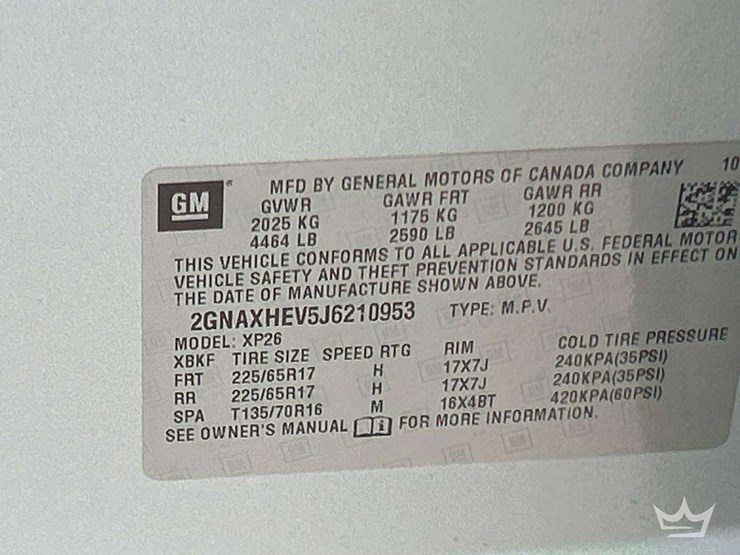 GM
MFD BY GENERAL MOTORS OF CANADA COMPANY 10
GVWR GAWR FRT GAWR RR
2025 KG 1175 KG 1200 KG
4464 LB 2590 LB 2645 LB
THIS VEHICLE CONFORMS TO ALL APPLICABLE U.S. FEDERAL MOTOR
VEHICLE SAFETY AND THEFT PREVENTION STANDARDS IN EFFECT ON
THE DATE OF MANUFACTURE SHOWN ABOVE.
2GNAXHEV5J6210953 TYPE: M.P.V.
MODEL: XP26
XBKF TIRE SIZE SPEED RTG RIM COLD TIRE PRESSURE
FRT 225/65R17 H 17X7J 240KPA(35PSI)
RR 225/65R17 H 17X7J 240KPA(35PSI)
SPA T135/70R16 M 16X4BT 420KPA(60PSI)
SEE OWNER'S MANUAL i FOR MORE INFORMATION.